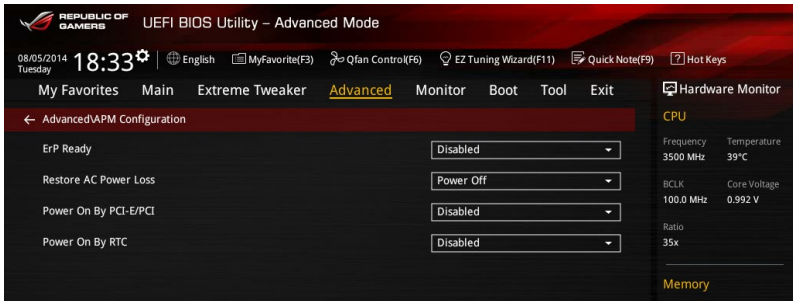 REPUBLIC OF
GAMERS
UEFI BIOS Utility – Advanced Mode
08/05/2014
Tuesday
18:33
English
MyFavorite(F3)
Qfan Control(F6)
EZ Tuning Wizard(F11)
Quick Note(F9)
? Hot Keys
My Favorites Main Extreme Tweaker Advanced Monitor Boot Tool Exit
← Advanced\APM Configuration
ErP Ready Disabled
Restore AC Power Loss Power Off
Power On By PCI-E/PCI Disabled
Power On By RTC Disabled
Hardware Monitor
CPU
Frequency Temperature
3500 MHz 39°C
BCLK Core Voltage
100.0 MHz 0.992 V
Ratio
35x
Memory